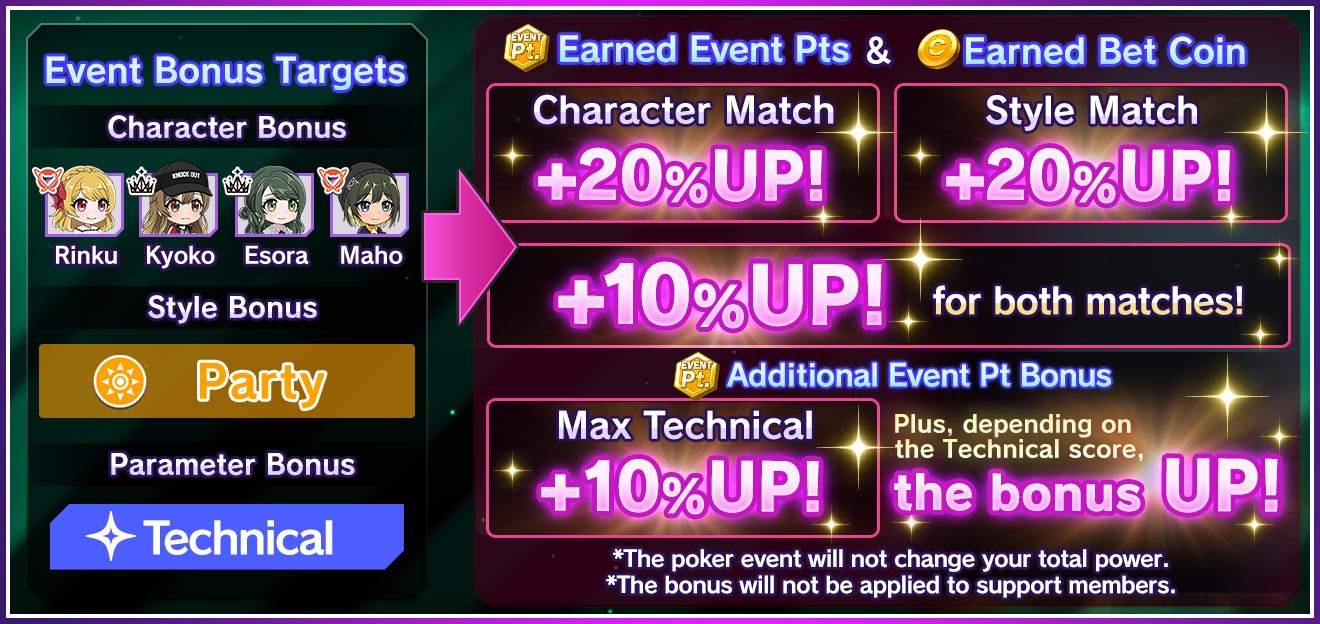 Event Bonus Targets
Character Bonus
KNOCK OUT
Rinku
Kyoko
Esora
Maho
Style Bonus
Party
Parameter Bonus
Technical
EVENT
Pt.
Earned Event Pts & C Earned Bet Coin
Character Match
+20%UP!
Style Match
+20%UP!
+10%UP! for both matches!
EVENT
Pt.
Additional Event Pt Bonus
Max Technical
+10%UP!
Plus, depending on
the Technical score,
the bonus UP!
*The poker event will not change your total power.
*The bonus will not be applied to support members.